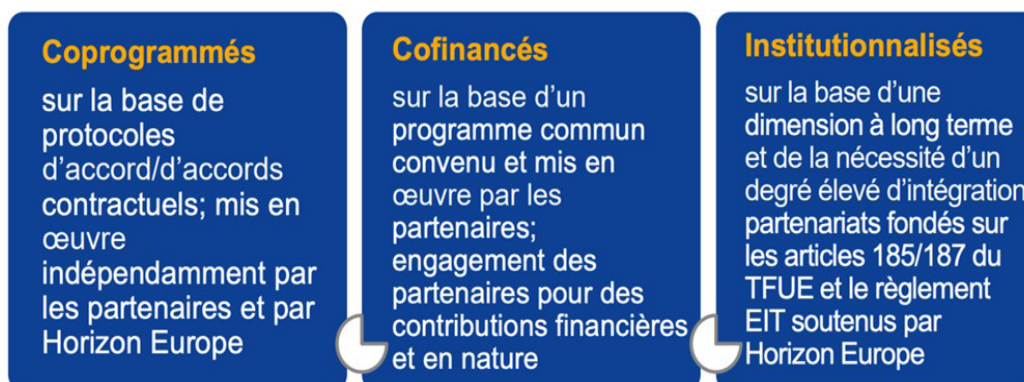 Coprogrammés
sur la base de
protocoles
d'accord/d'accords
contractuels; mis en
œuvre
indépendamment par
les partenaires et par
Horizon Europe
Cofinancés
sur la base d'un
programme commun
convenu et mis en
œuvre par les
partenaires;
engagement des
partenaires pour des
contributions financières
et en nature
Institutionnalisés
sur la base d'une
dimension à long terme
et de la nécessité d'un
degré élevé d'intégration
partenariats fondés sur
les articles 185/187 du
TFUE et le règlement
EIT soutenus par
Horizon Europe